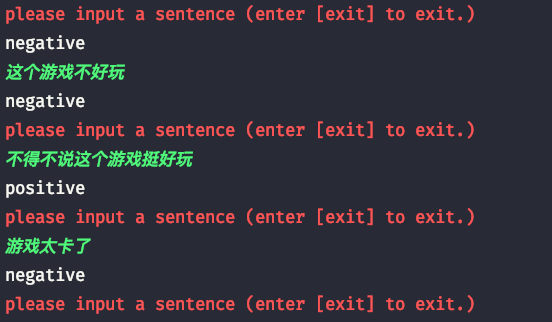 please input a sentence (enter [exit] to exit.)
negative
这个游戏不好玩
negative
please input a sentence (enter [exit] to exit.)
不得不说这个游戏挺好玩
positive
please input a sentence (enter [exit] to exit.)
游戏太卡了
negative
please input a sentence (enter [exit] to exit.)